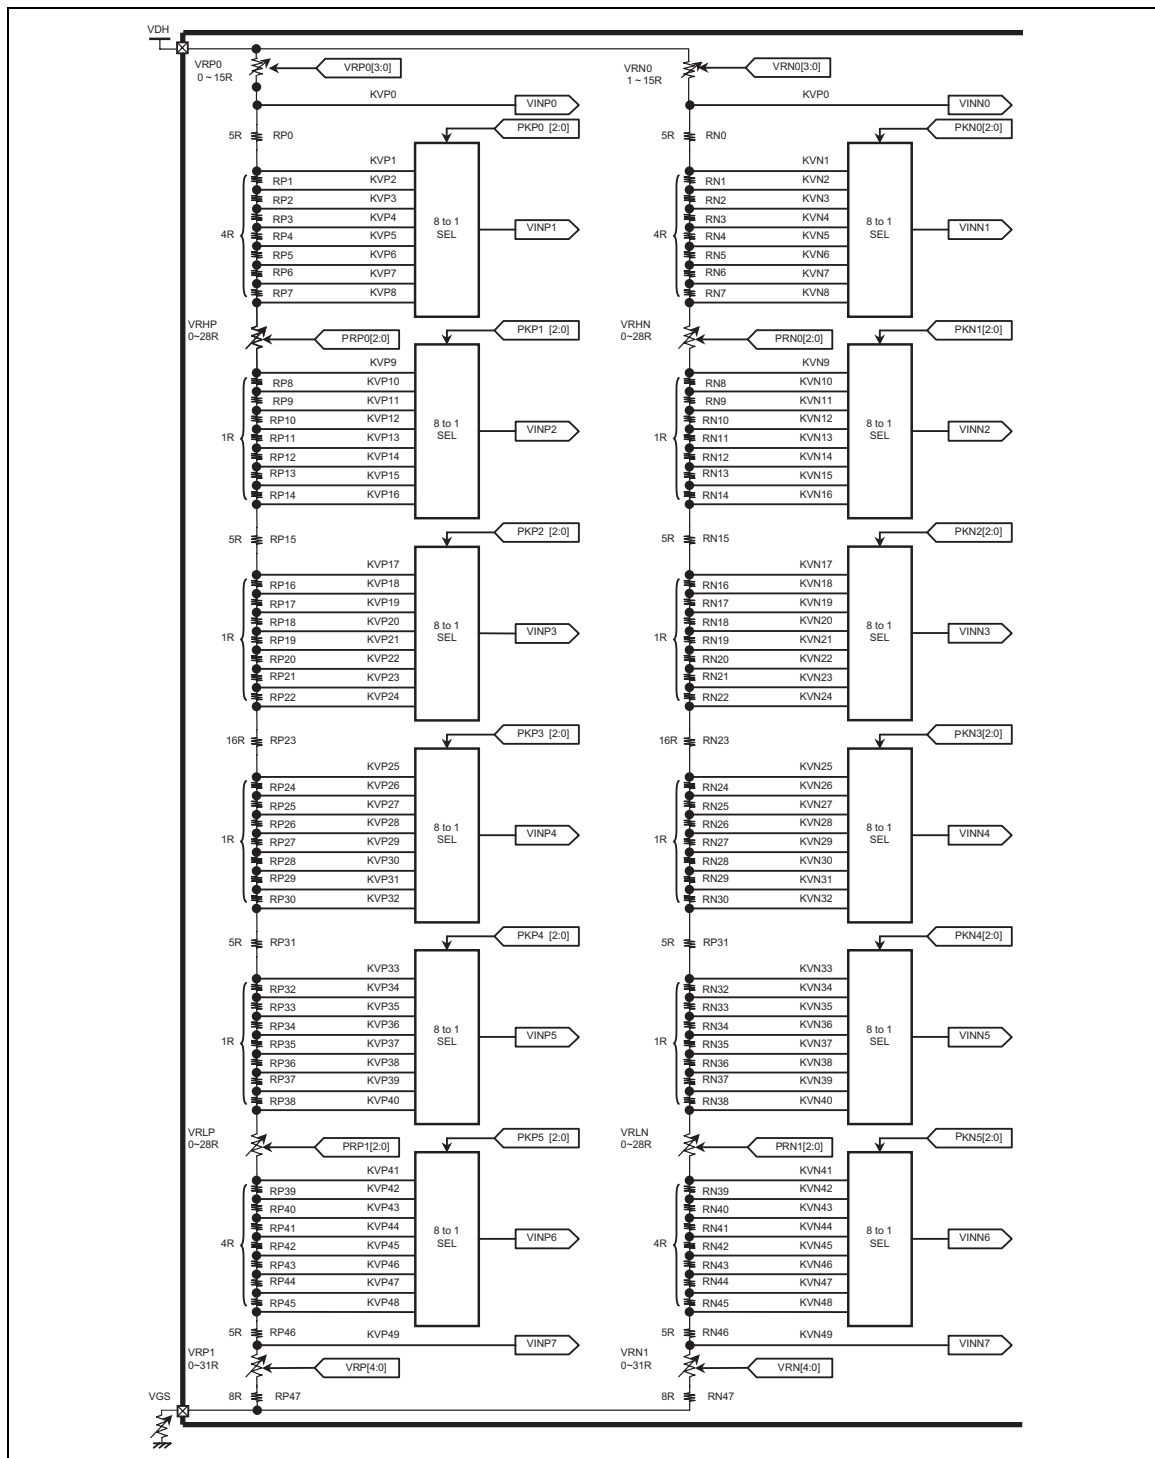 VDH
VRP0
0 ~ 15R
VRP0[3:0]
KVP0
VINP0
5R
RP0
PKP0 [2:0]
KVP1
RP1
KVP2
RP2
KVP3
RP3
KVP4
4R
RP4
KVP5
RP5
KVP6
RP6
KVP7
RP7
KVP8
8 to 1
SEL
VINP1
VRHP
0~28R
PRP0[2:0]
PKP1 [2:0]
KVP9
RP8
KVP10
RP9
KVP11
RP10
KVP12
1R
RP11
KVP13
RP12
KVP14
RP13
KVP15
RP14
KVP16
8 to 1
SEL
VINP2
5R
RP15
PKP2 [2:0]
KVP17
RP16
KVP18
RP17
KVP19
RP18
KVP20
1R
RP19
KVP21
RP20
KVP22
RP21
KVP23
RP22
KVP24
8 to 1
SEL
VINP3
16R
RP23
PKP3 [2:0]
KVP25
RP24
KVP26
RP25
KVP27
RP26
KVP28
1R
RP27
KVP29
RP28
KVP30
RP29
KVP31
RP30
KVP32
8 to 1
SEL
VINP4
5R
RP31
PKP4 [2:0]
KVP33
RP32
KVP34
RP33
KVP35
RP34
KVP36
1R
RP35
KVP37
RP36
KVP38
RP37
KVP39
RP38
KVP40
8 to 1
SEL
VINP5
VRLP
0~28R
PRP1[2:0]
PKP5 [2:0]
KVP41
RP39
KVP42
RP40
KVP43
RP41
KVP44
4R
RP42
KVP45
RP43
KVP46
RP44
KVP47
RP45
KVP48
8 to 1
SEL
VINP6
5R
RP46
KVP49
VINP7
VRP1
0~31R
VRP[4:0]
VGS
8R
RP47
VRN0
1 ~ 15R
VRN0[3:0]
KVP0
VINN0
5R
RN0
PKN0[2:0]
KVN1
RN1
KVN2
RN2
KVN3
RN3
KVN4
4R
RN4
KVN5
RN5
KVN6
RN6
KVN7
RN7
KVN8
8 to 1
SEL
VINN1
VRHN
0~28R
PRN0[2:0]
PKN1[2:0]
KVN9
RN8
KVN10
RN9
KVN11
RN10
KVN12
1R
RN11
KVN13
RN12
KVN14
RN13
KVN15
RN14
KVN16
8 to 1
SEL
VINN2
5R
RN15
PKN2[2:0]
KVN17
RN16
KVN18
RN17
KVN19
RN18
KVN20
1R
RN19
KVN21
RN20
KVN22
RN21
KVN23
RN22
KVN24
8 to 1
SEL
VINN3
16R
RN23
PKN3[2:0]
KVN25
RN24
KVN26
RN25
KVN27
RN26
KVN28
1R
RN27
KVN29
RN28
KVN30
RN29
KVN31
RN30
KVN32
8 to 1
SEL
VINN4
5R
RP31
PKN4[2:0]
KVN33
RN32
KVN34
RN33
KVN35
RN34
KVN36
1R
RN35
KVN37
RN36
KVN38
RN37
KVN39
RN38
KVN40
8 to 1
SEL
VINN5
VRLN
0~28R
PRN1[2:0]
PKN5[2:0]
KVN41
RN39
KVN42
RN40
KVN43
RN41
KVN44
4R
RN42
KVN45
RN43
KVN46
RN44
KVN47
RN45
KVN48
8 to 1
SEL
VINN6
5R
RN46
KVN49
VINN7
VRN1
0~31R
VRN[4:0]
8R
RN47